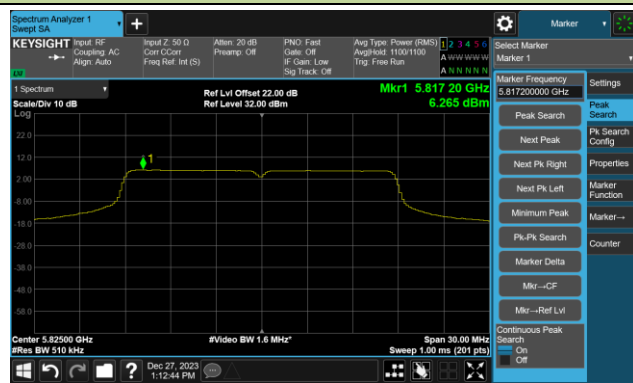 Spectrum Analyzer 1
Swept SA
Marker
KEYSIGHT
Input: RF
Coupling: AC
Align: Auto
Input Z: 50 Ω
Corr CCorr
Freq Ref: Int (S)
Atten: 20 dB
Preamp: Off
PNO: Fast
Gate: Off
IF Gain: Low
Sig Track: Off
Avg Type: Power (RMS)
Avg|Hold: 1100/1100
Trig: Free Run
1 2 3 4 5 6
A W W W W W
A N N N N N
Select Marker
Marker 1
LXI
1 Spectrum
Scale/Div 10 dB
Log
Ref Lvl Offset 22.00 dB
Ref Level 32.00 dBm
Mkr1 5.817 20 GHz
6.265 dBm
22.0
12.0
2.00
-8.00
-18.0
-28.0
-38.0
-48.0
-58.0
1
Center 5.82500 GHz
#Res BW 510 kHz
#Video BW 1.6 MHz*
Span 30.00 MHz
Sweep 1.00 ms (201 pts)
Marker Frequency
5.817200000 GHz
Peak Search
Next Peak
Next Pk Right
Next Pk Left
Minimum Peak
Pk-Pk Search
Marker Delta
Mkr→CF
Mkr→Ref Lvl
Continuous Peak
Search
On
Off
Settings
Peak
Search
Pk Search
Config
Properties
Marker
Function
Marker→
Counter
?
Dec 27, 2023
1:12:44 PM